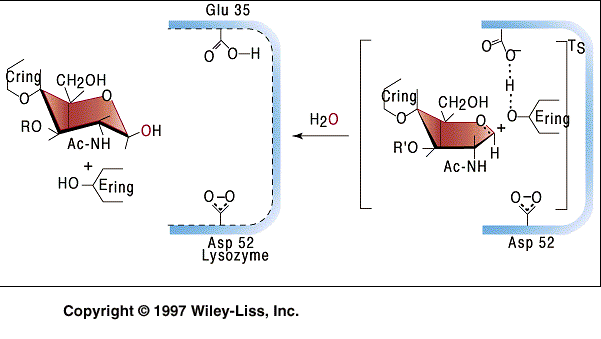 Glu 35
O
O–H
Cring
O
CH2OH
O
RO
Ac-NH
OH
+
HO
Ering
O–O
Asp 52
Lysozyme
H2O
O
O–
TS
H
Cring
O
CH2OH
O
+
H
R'O
Ac-NH
O
Ering
O–O
Asp 52
Copyright © 1997 Wiley-Liss, Inc.